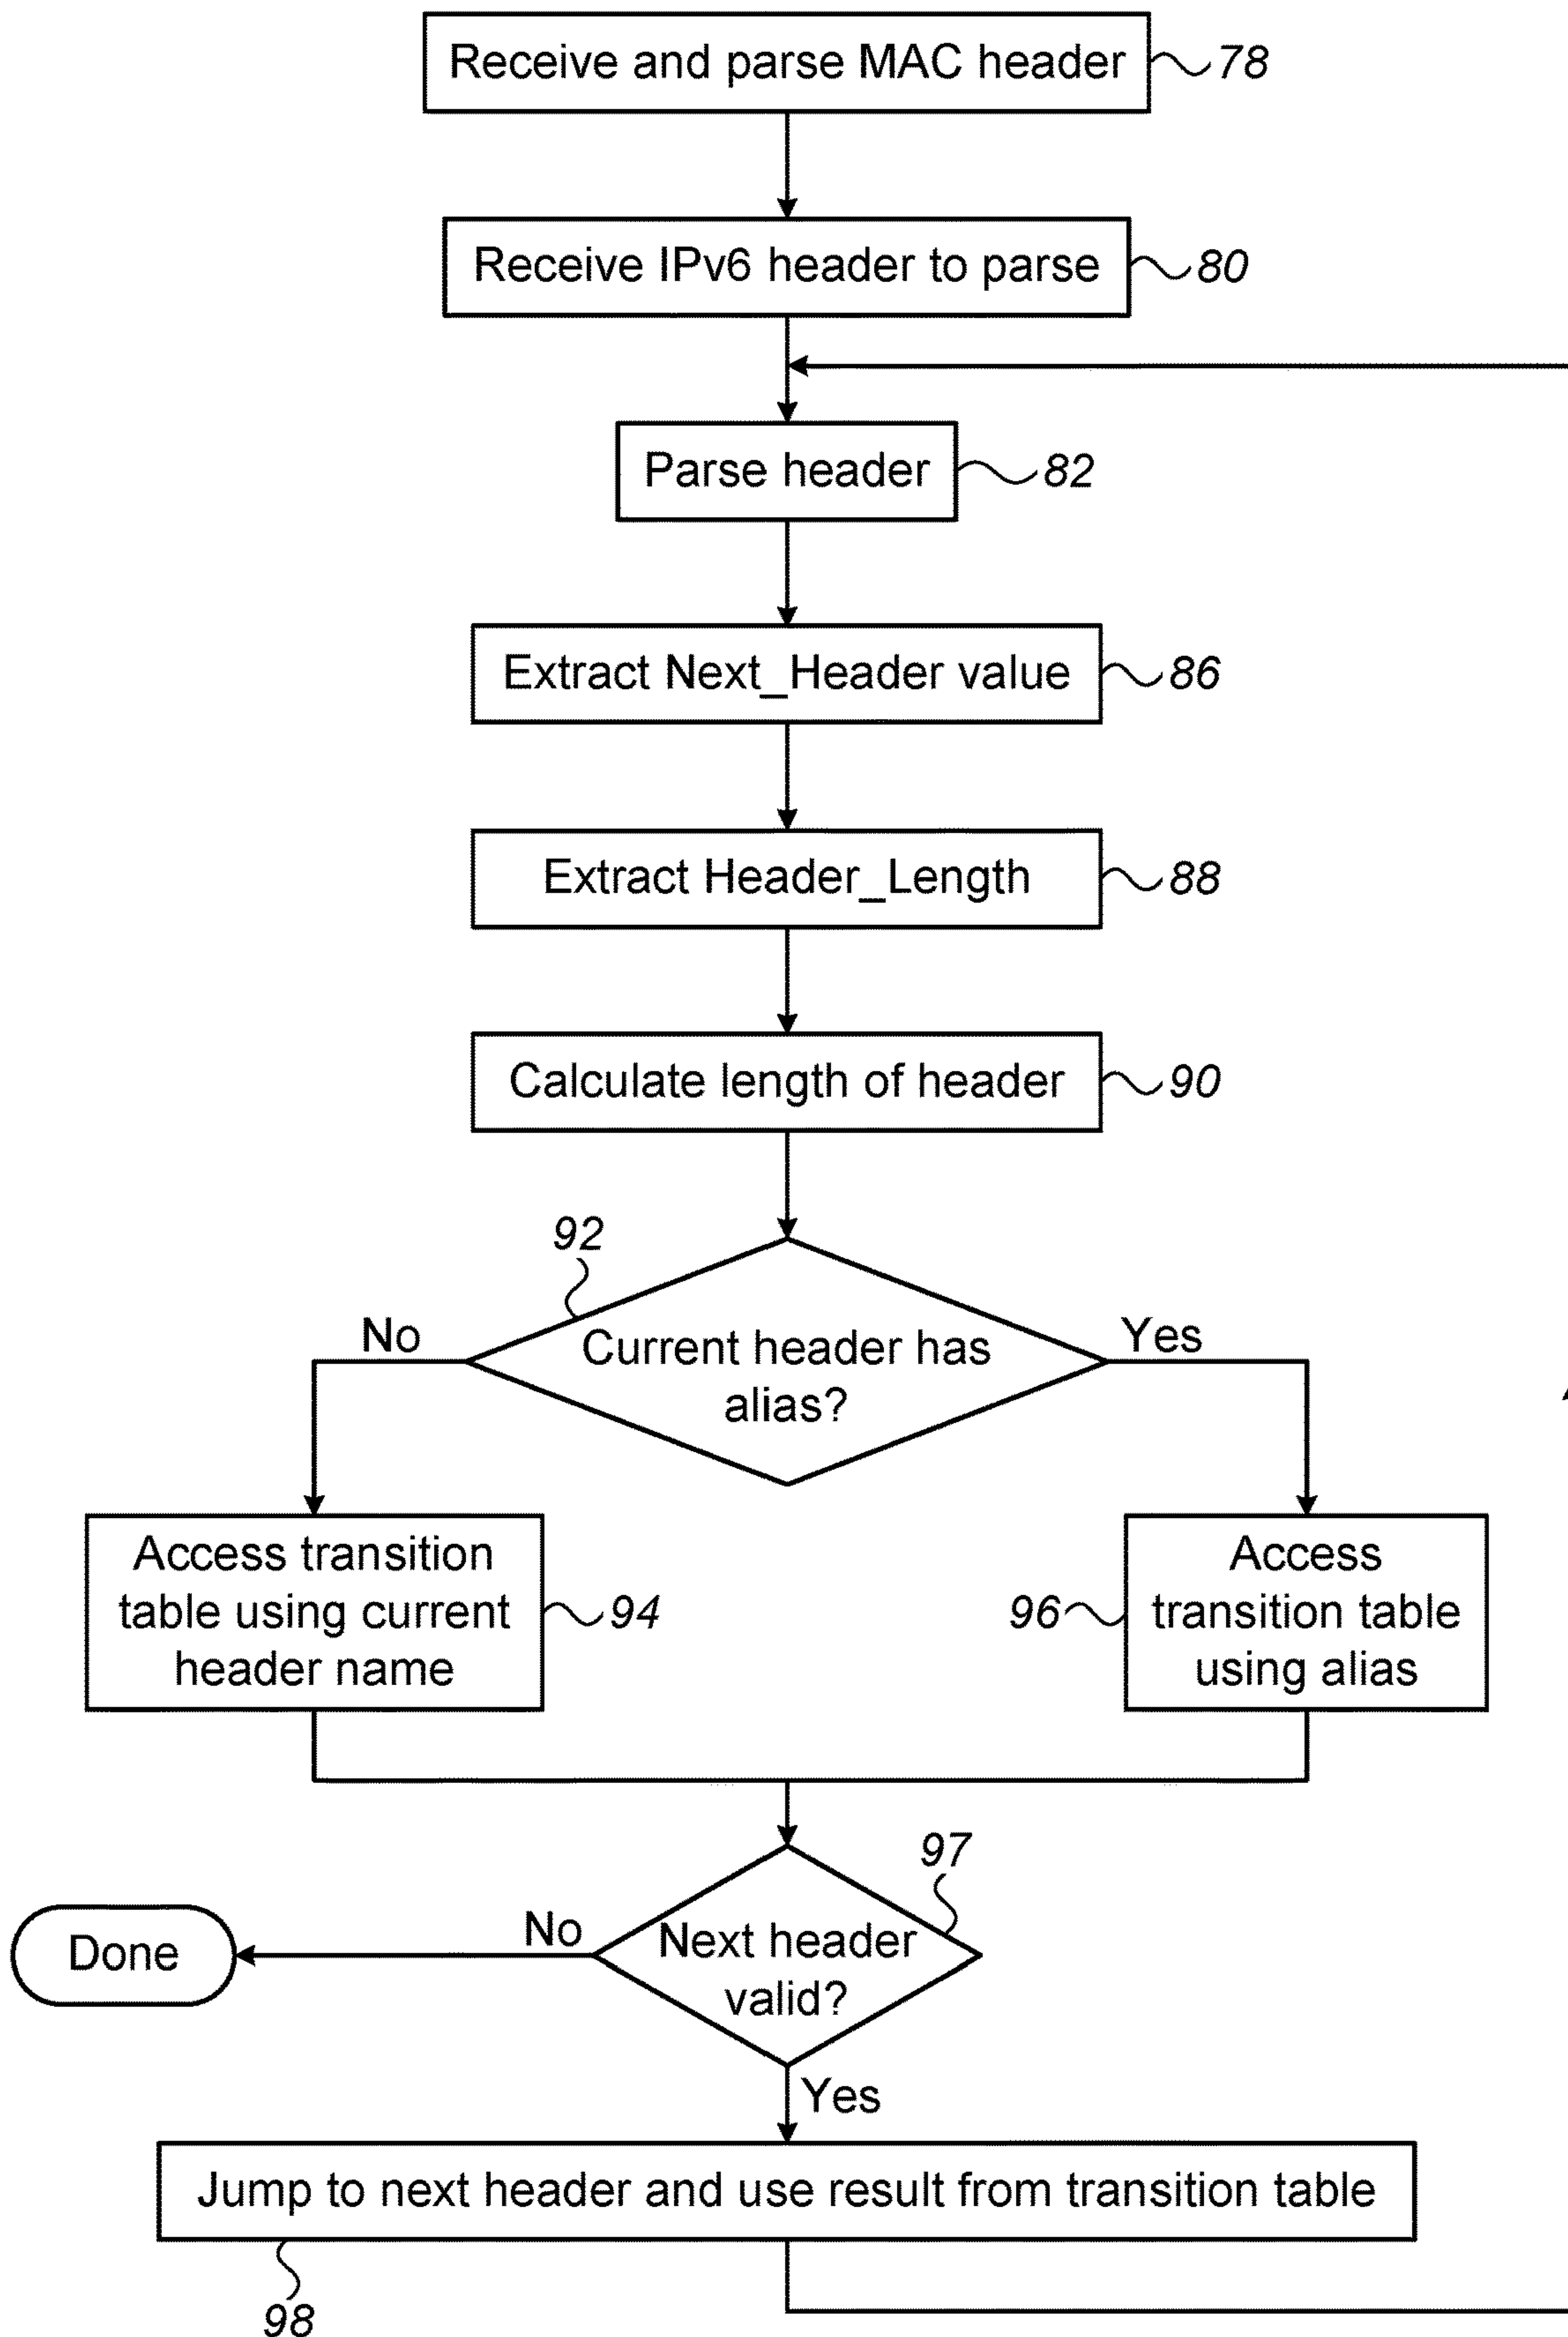 Receive and parse MAC header
78
Receive IPv6 header to parse
80
Parse header
82
Extract Next_Header value
86
Extract Header_Length
88
Calculate length of header
90
92
No
Current header has
alias?
Yes
Access transition
table using current
header name
94
96
Access
transition table
using alias
97
Done
No
Next header
valid?
Yes
Jump to next header and use result from transition table
98